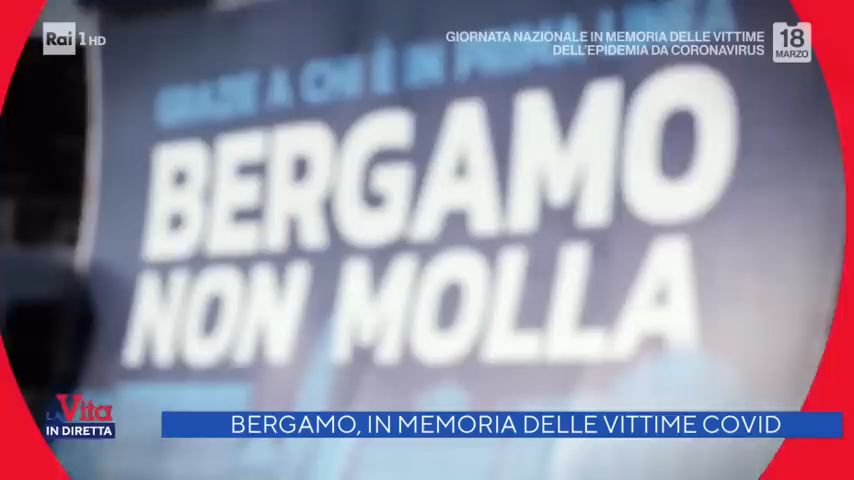 Rai 1 HD
GIORNATA NAZIONALE IN MEMORIA DELLE VITTIME
DELL'EPIDEMIA DA CORONAVIRUS
18
MARZO
GRAZIE A CHI È IN PRIMA LINEA
BERGAMO
NON MOLLA
LA Vita
IN DIRETTA
BERGAMO, IN MEMORIA DELLE VITTIME COVID